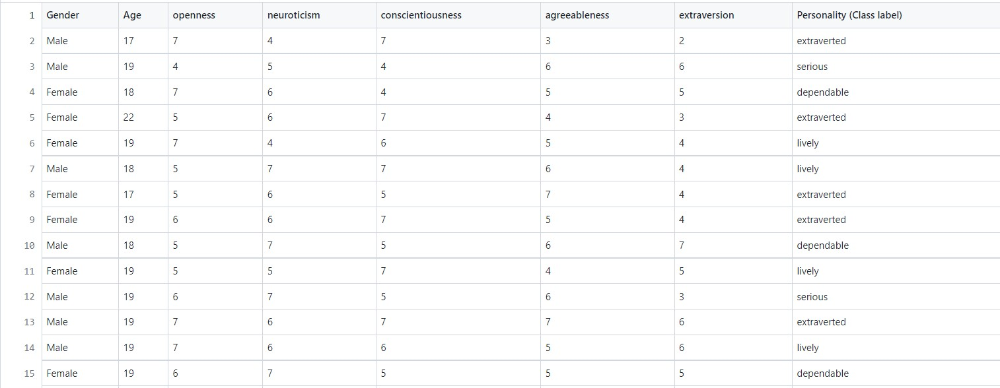 1 Gender Age openness neuroticism conscientiousness agreeableness extraversion Personality (Class label)
2 Male 17 7 4 7 3 2 extraverted
3 Male 19 4 5 4 6 6 serious
4 Female 18 7 6 4 5 5 dependable
5 Female 22 5 6 7 4 3 extraverted
6 Female 19 7 4 6 5 4 lively
7 Male 18 5 7 7 6 4 lively
8 Female 17 5 6 5 7 4 extraverted
9 Female 19 6 6 7 5 4 extraverted
10 Male 18 5 7 5 6 7 dependable
11 Female 19 5 5 7 4 5 lively
12 Male 19 6 7 5 6 3 serious
13 Male 19 7 6 7 7 6 extraverted
14 Male 19 7 6 6 5 6 lively
15 Female 19 6 7 5 5 5 dependable